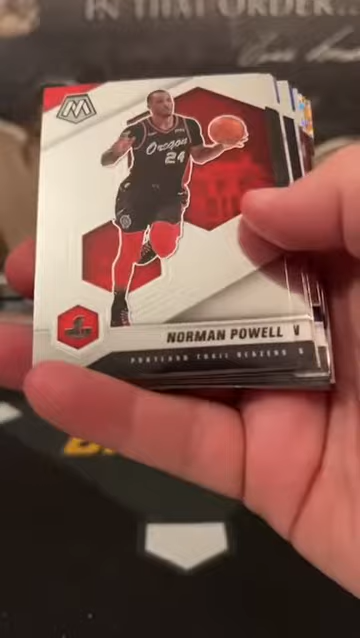 IN THAT ORDER...
M
Oregon
24
NORMAN POWELL
PORTLAND TRAIL BLAZERS